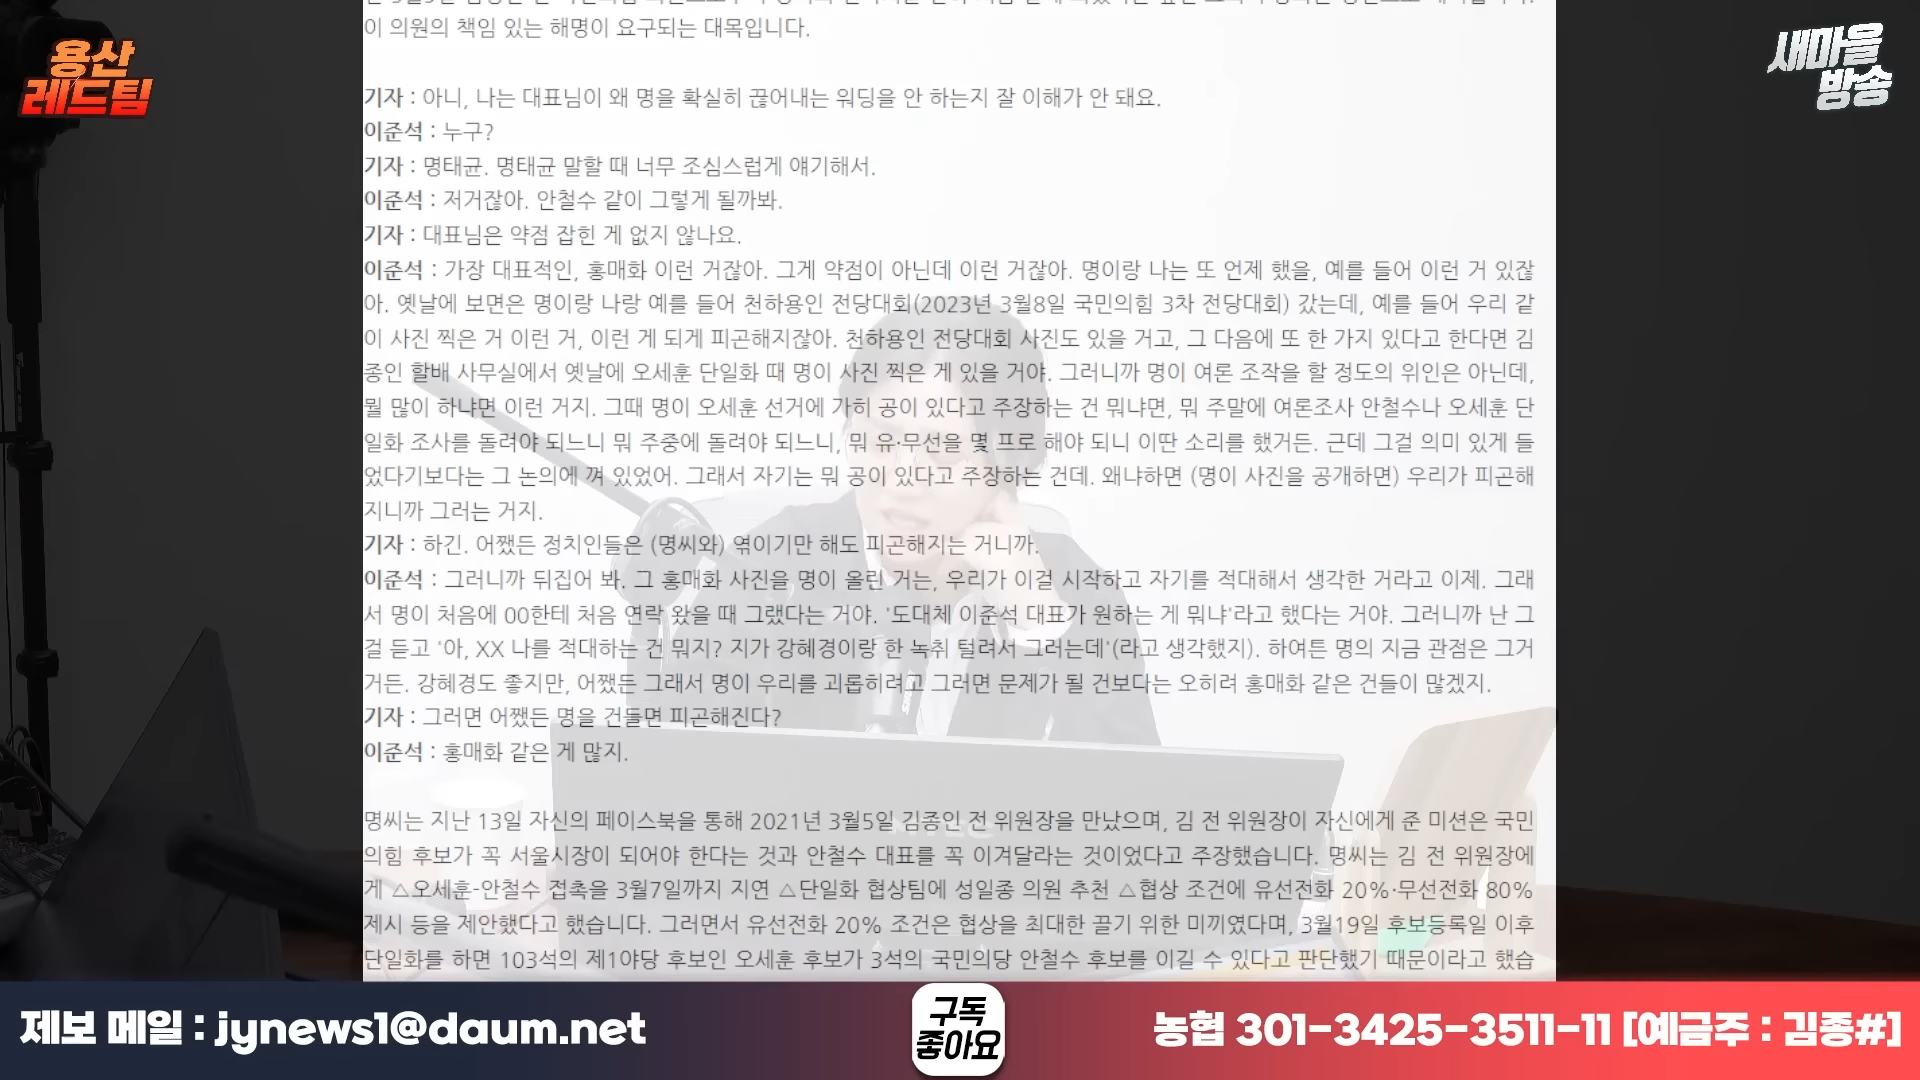 용산
레드팀
새마을
방송
이 의원의 책임 있는 해명이 요구되는 대목입니다.
기자 : 아니, 나는 대표님이 왜 명을 확실히 끊어내는 워딩을 안 하는지 잘 이해가 안 돼요.
이준석 : 누구?
기자 : 명태균. 명태균 말할 때 너무 조심스럽게 얘기해서.
이준석 : 저거잖아. 안철수 같이 그렇게 될까봐.
기자 : 대표님은 약점 잡힌 게 없지 않나요.
이준석 : 가장 대표적인, 홍매화 이런 거잖아. 그게 약점이 아닌데 이런 거잖아. 명이랑 나는 또 언제 했을, 예를 들어 이런 거 있잖
아. 옛날에 보면은 명이랑 나랑 예를 들어 천하용인 전당대회(2023년 3월8일 국민의힘 3차 전당대회) 갔는데, 예를 들어 우리 같
이 사진 찍은 거 이런 거, 이런 게 되게 피곤해지잖아. 천하용인 전당대회 사진도 있을 거고, 그 다음에 또 한 가지 있다고 한다면 김
종인 할배 사무실에서 옛날에 오세훈 단일화 때 명이 사진 찍은 게 있을 거야. 그러니까 명이 여론 조작을 할 정도의 위인은 아닌데,
뭘 많이 하냐면 이런 거지. 그때 명이 오세훈 선거에 가히 공이 있다고 주장하는 건 뭐냐면, 뭐 주말에 여론조사 안철수나 오세훈 단
일화 조사를 돌려야 되느니 뭐 주중에 돌려야 되느니, 뭐 유·무선을 몇 프로 해야 되니 이딴 소리를 했거든. 근데 그걸 의미 있게 들
었다기보다는 그 논의에 껴 있었어. 그래서 자기는 뭐 공이 있다고 주장하는 건데. 왜냐하면 (명이 사진을 공개하면) 우리가 피곤해
지니까 그러는 거지.
기자 : 하긴. 어쨌든 정치인들은 (명씨와) 엮이기만 해도 피곤해지는 거니까.
이준석 : 그러니까 뒤집어 봐. 그 홍매화 사진을 명이 올린 거는, 우리가 이걸 시작하고 자기를 적대해서 생각한 거라고 이제. 그래
서 명이 처음에 00한테 처음 연락 왔을 때 그랬다는 거야. '도대체 이준석 대표가 원하는 게 뭐냐'라고 했다는 거야. 그러니까 난 그
걸 듣고 '아, XX 나를 적대하는 건 뭐지? 지가 강혜경이랑 한 녹취 털려서 그러는데'(라고 생각했지). 하여튼 명의 지금 관점은 그거
거든. 강혜경도 좋지만, 어쨌든 그래서 명이 우리를 괴롭히려고 그러면 문제가 될 건보다는 오히려 홍매화 같은 건들이 많겠지.
기자 : 그러면 어쨌든 명을 건들면 피곤해진다?
이준석 : 홍매화 같은 게 많지.
명씨는 지난 13일 자신의 페이스북을 통해 2021년 3월5일 김종인 전 위원장을 만났으며, 김 전 위원장이 자신에게 준 미션은 국민
의힘 후보가 꼭 서울시장이 되어야 한다는 것과 안철수 대표를 꼭 이겨달라는 것이었다고 주장했습니다. 명씨는 김 전 위원장에
게 △오세훈-안철수 접촉을 3월7일까지 지연 △단일화 협상팀에 성일종 의원 추천 △협상 조건에 유선전화 20%·무선전화 80%
제시 등을 제안했다고 했습니다. 그러면서 유선전화 20% 조건은 협상을 최대한 끌기 위한 미끼였다며, 3월19일 후보등록일 이후
단일화를 하면 103석의 제1야당 후보인 오세훈 후보가 3석의 국민의당 안철수 후보를 이길 수 있다고 판단했기 때문이라고 했습
제보 메일 : jynews1@daum.net
구독
좋아요
농협 301-3425-3511-11 [예금주 : 김종#]